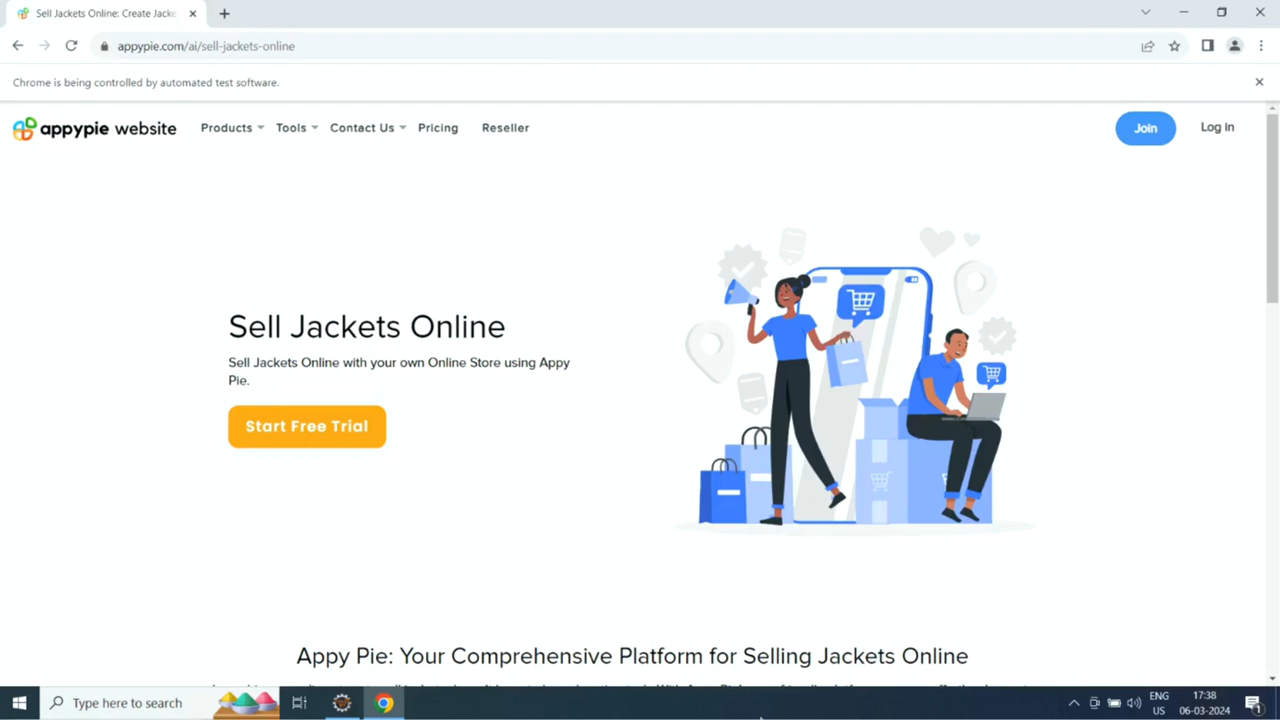 Sell Jackets Online: Create Jacke
appypie.com/ai/sell-jackets-online
Chrome is being controlled by automated test software.
appypie website Products Tools Contact Us Pricing Reseller Join Log in
Sell Jackets Online
Sell Jackets Online with your own Online Store using Appy
Pie.
Start Free Trial
Appy Pie: Your Comprehensive Platform for Selling Jackets Online
Type here to search
ENG
US
17:38
06-03-2024
1